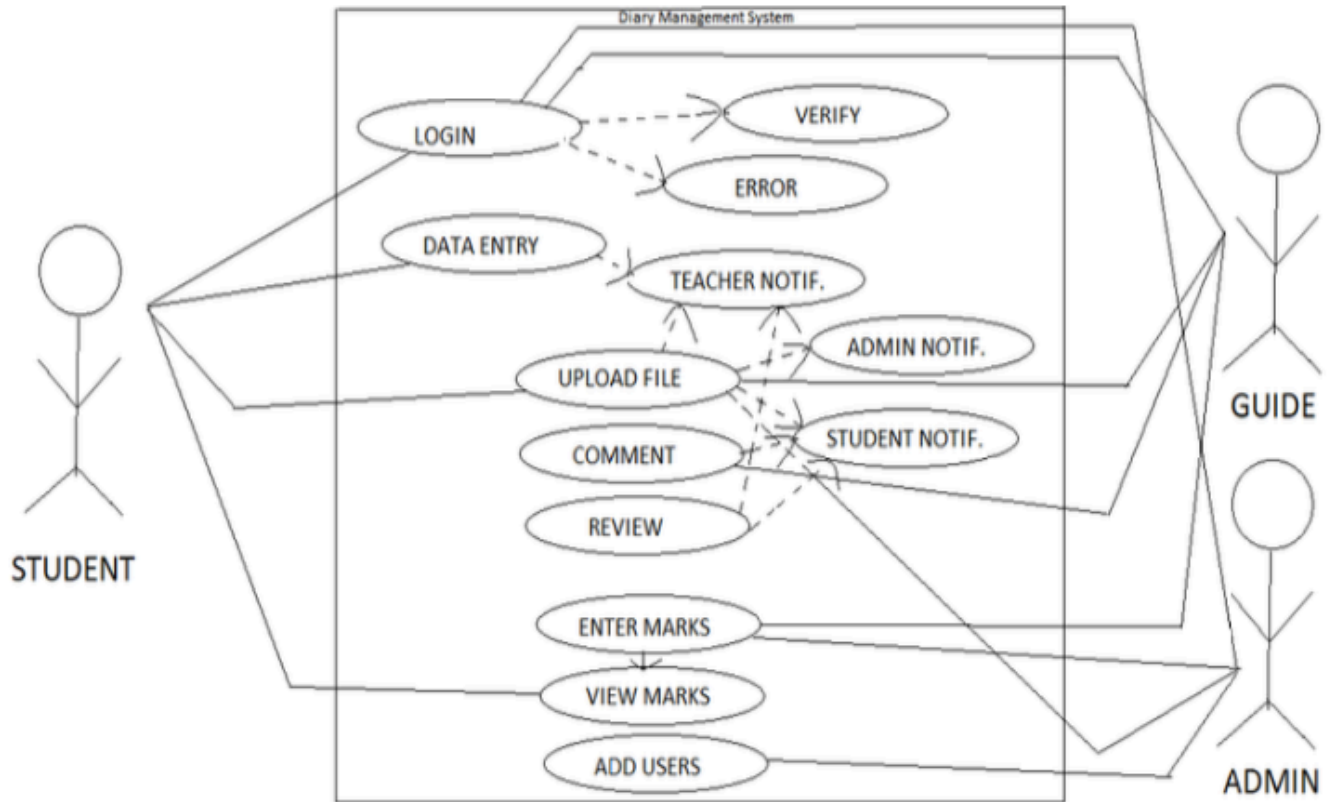 Diary Management System
LOGIN
VERIFY
ERROR
DATA ENTRY
TEACHER NOTIF.
ADMIN NOTIF.
UPLOAD FILE
STUDENT NOTIF.
COMMENT
REVIEW
ENTER MARKS
VIEW MARKS
ADD USERS
STUDENT
GUIDE
ADMIN